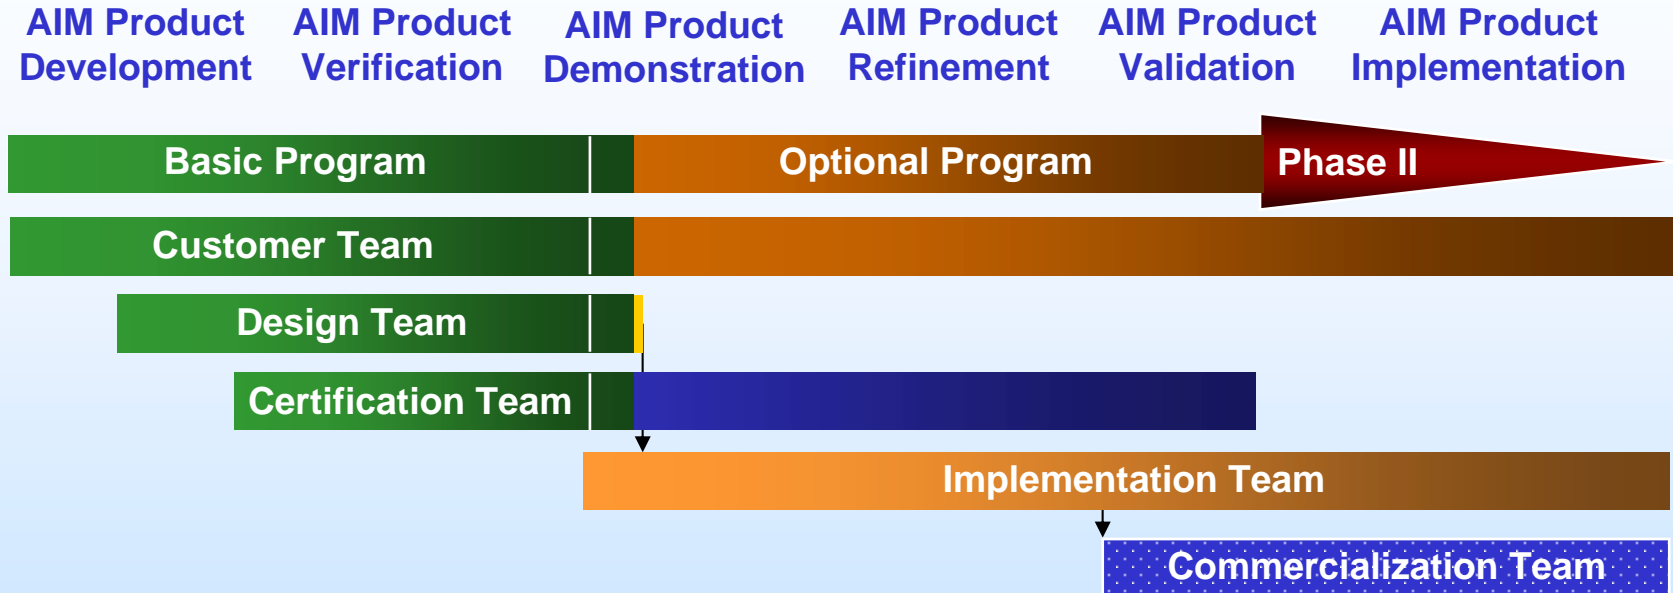 AIM Product
Development
AIM Product
Verification
AIM Product
Demonstration
AIM Product
Refinement
AIM Product
Validation
AIM Product
Implementation
Basic Program
Optional Program
Phase II
Customer Team
Design Team
Certification Team
Implementation Team
Commercialization Team